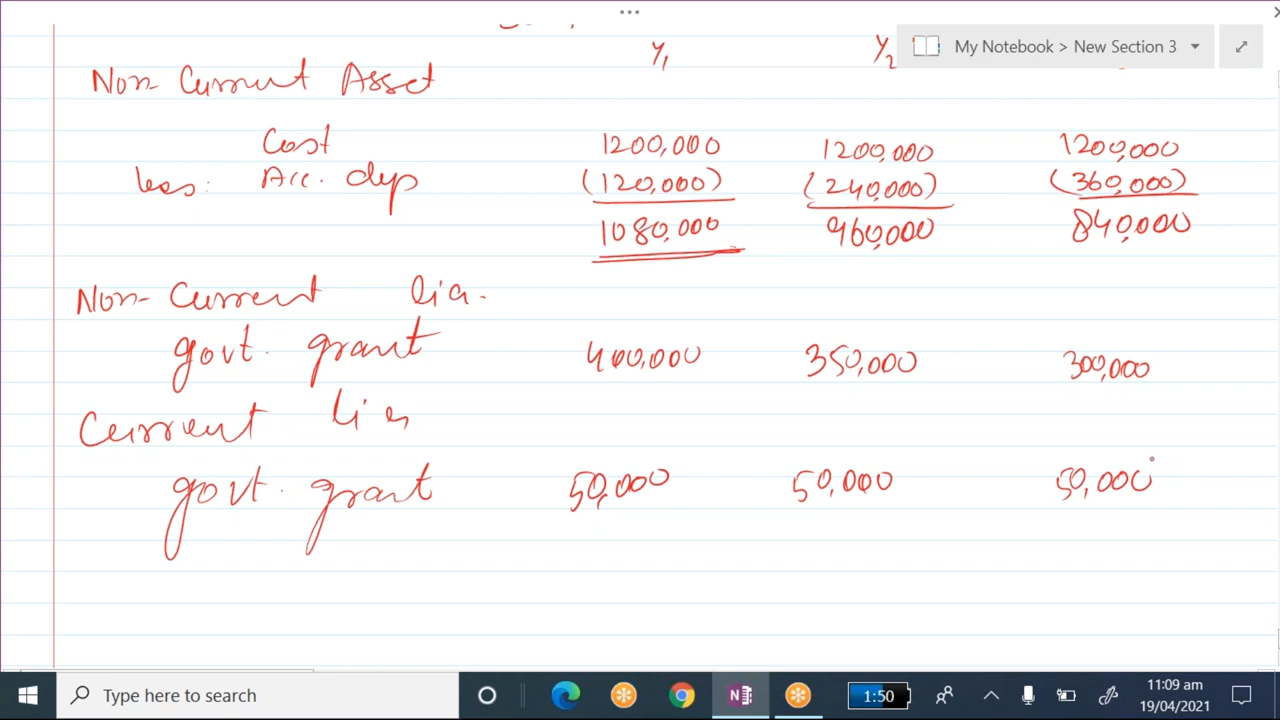 My Notebook > New Section 3
Y1 Y2
Non-Current Asset
Cost 1200,000 1200,000 1200,000
less: Acc. dep (120,000) (240,000) (360,000)
1080,000 960,000 840,000
Non-Current lia.
govt. grant 400,000 350,000 300,000
Current lia
govt. grant 50,000 50,000 50,000
Type here to search
1:50
11:09 am
19/04/2021